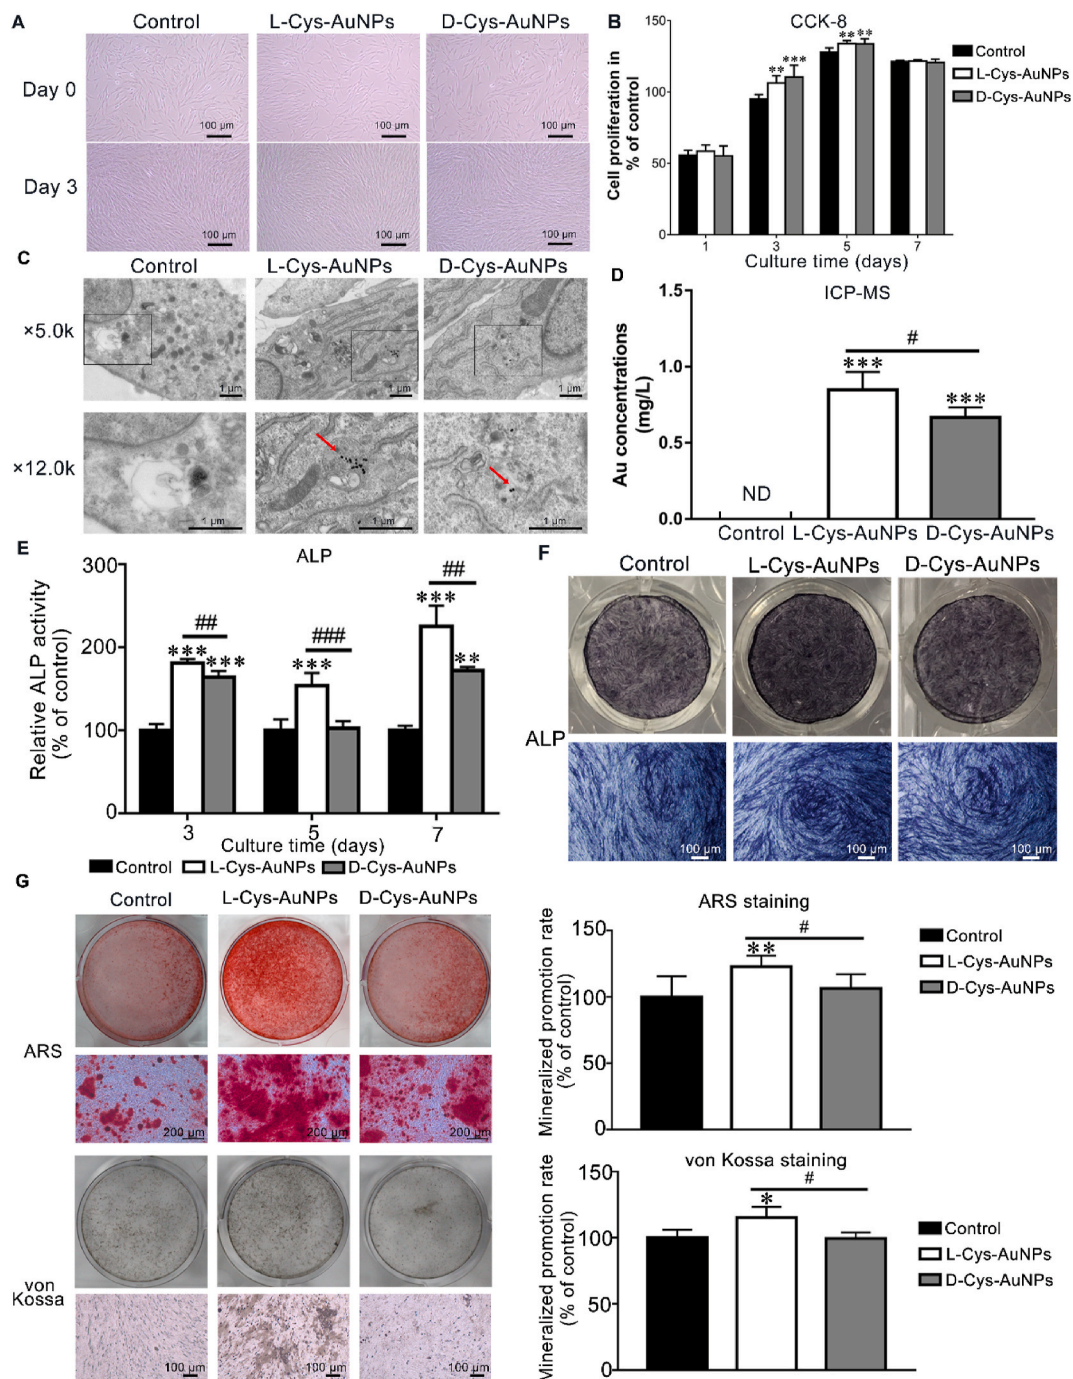 A
Control
L-Cys-AuNPs
D-Cys-AuNPs
Day 0
100 μm
100 μm
100 μm
Day 3
100 μm
100 μm
100 μm
B
CCK-8
Cell proliferation in
% of control
150
100
50
0
** ***
** **
1
3
5
7
Culture time (days)
Control
L-Cys-AuNPs
D-Cys-AuNPs
C
Control
L-Cys-AuNPs
D-Cys-AuNPs
×5.0k
1 μm
1 μm
1 μm
×12.0k
1 μm
1 μm
1 μm
D
ICP-MS
Au concentrations
(mg/L)
1.5
1.0
0.5
0.0
#
***
***
ND
Control
L-Cys-AuNPs
D-Cys-AuNPs
E
ALP
Relative ALP activity
(% of control)
300
200
100
0
##
*** ***
###
***
##
***
**
3
5
7
Culture time (days)
Control
L-Cys-AuNPs
D-Cys-AuNPs
F
Control
L-Cys-AuNPs
D-Cys-AuNPs
ALP
100 μm
100 μm
100 μm
G
Control
L-Cys-AuNPs
D-Cys-AuNPs
ARS
200 μm
200 μm
200 μm
von
Kossa
100 μm
100 μm
100 μm
ARS staining
Mineralized promotion rate
(% of control)
150
100
50
0
#
**
Control
L-Cys-AuNPs
D-Cys-AuNPs
von Kossa staining
Mineralized promotion rate
(% of control)
150
100
50
0
#
*
Control
L-Cys-AuNPs
D-Cys-AuNPs